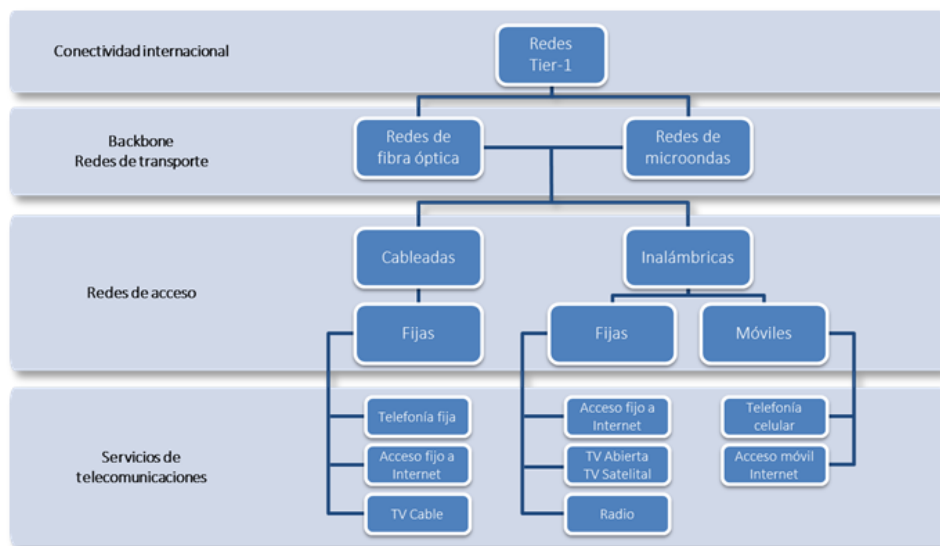 Conectividad internacional
Redes
Tier-1
Backbone
Redes de transporte
Redes de
fibra óptica
Redes de
microondas
Redes de acceso
Cableadas
Inalámbricas
Fijas
Fijas
Móviles
Servicios de
telecomunicaciones
Telefonía fija
Acceso fijo a
Internet
TV Cable
Acceso fijo a
Internet
TV Abierta
TV Satelital
Radio
Telefonía
celular
Acceso móvil
Internet